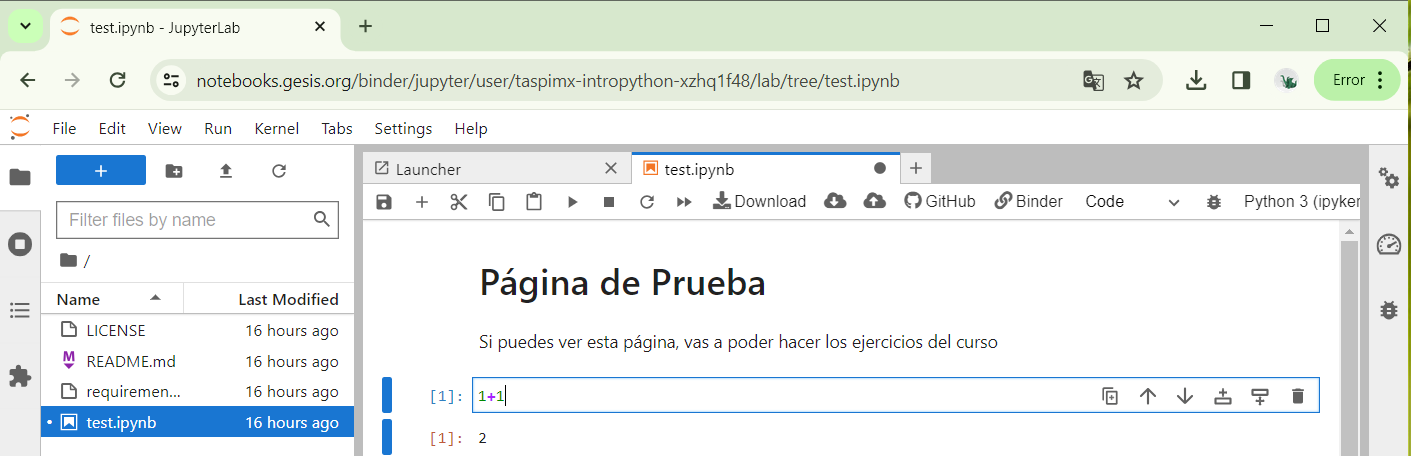 test.ipynb - JupyterLab
notebooks.gesis.org/binder/jupyter/user/taspimx-intropython-xzhq1f48/lab/tree/test.ipynb
Error
File Edit View Run Kernel Tabs Settings Help
Launcher
test.ipynb
Download GitHub Binder Code Python 3 (ipyker
Filter files by name
/
Name Last Modified
LICENSE 16 hours ago
README.md 16 hours ago
requiremen... 16 hours ago
test.ipynb 16 hours ago
Página de Prueba
Si puedes ver esta página, vas a poder hacer los ejercicios del curso
[1]: 1+1
[1]: 2